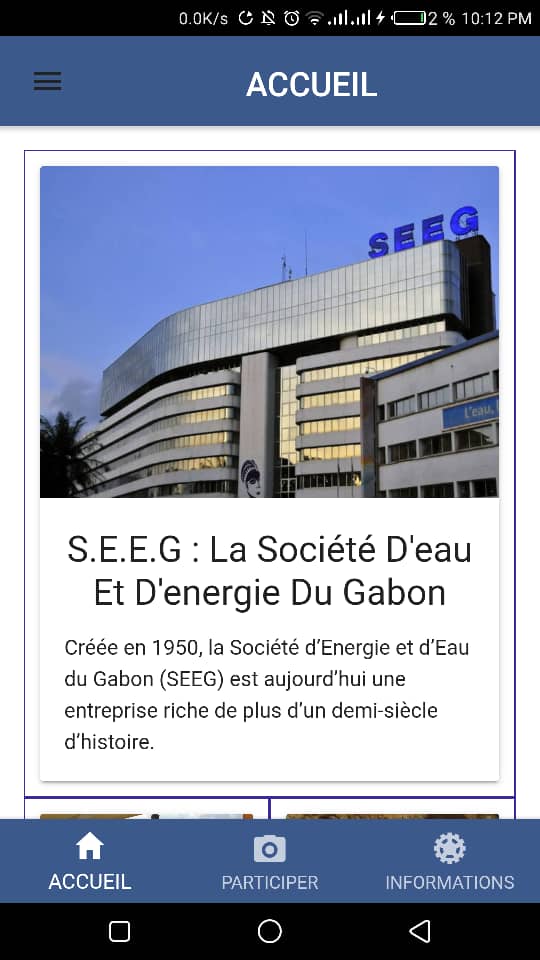 0.0K/s 2 % 10:12 PM
ACCUEIL
SEEG
L'eau,
S.E.E.G : La Société D'eau
Et D'energie Du Gabon
Créée en 1950, la Société d’Energie et d’Eau
du Gabon (SEEG) est aujourd’hui une
entreprise riche de plus d’un demi-siècle
d’histoire.
ACCUEIL PARTICIPER INFORMATIONS